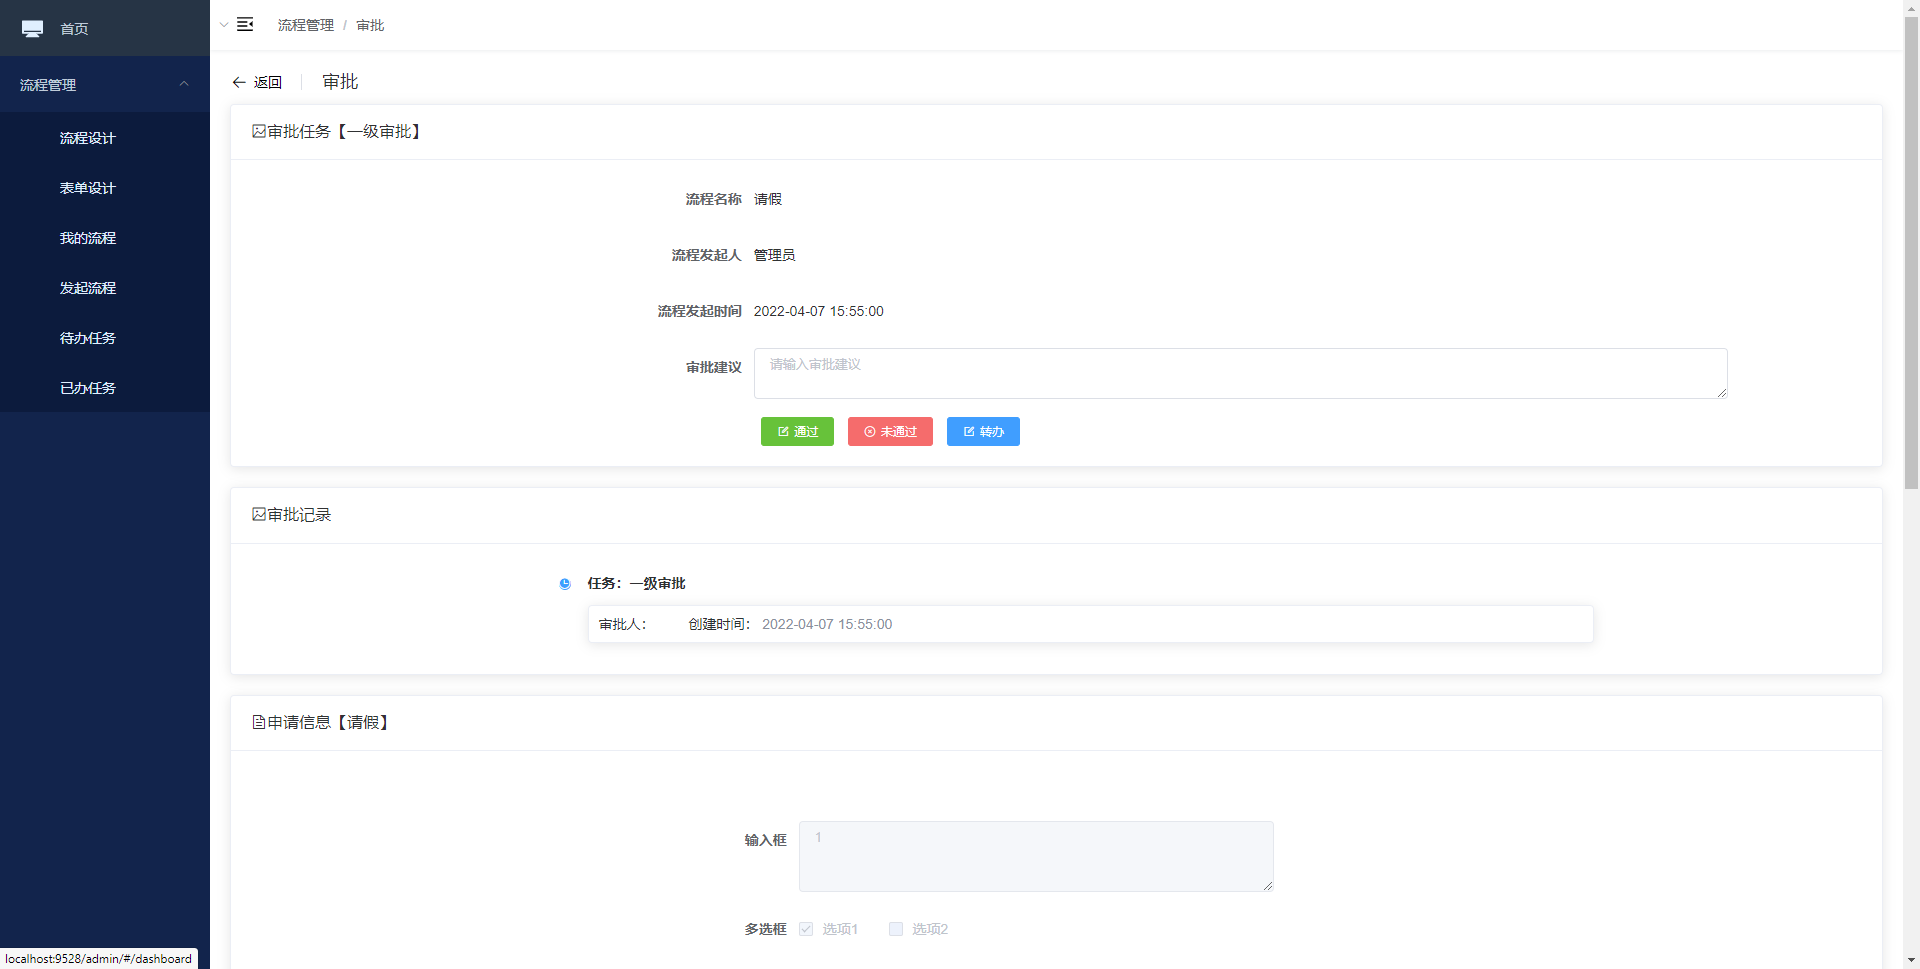 首页
流程管理
流程设计
表单设计
我的流程
发起流程
待办任务
已办任务
流程管理 / 审批
返回 审批
审批任务【一级审批】
流程名称 请假
流程发起人 管理员
流程发起时间 2022-04-07 15:55:00
审批建议 请输入审批建议
通过 未通过 转办
审批记录
任务：一级审批
审批人： 创建时间： 2022-04-07 15:55:00
申请信息【请假】
输入框 1
多选框 选项1 选项2
localhost:9528/admin/#/dashboard